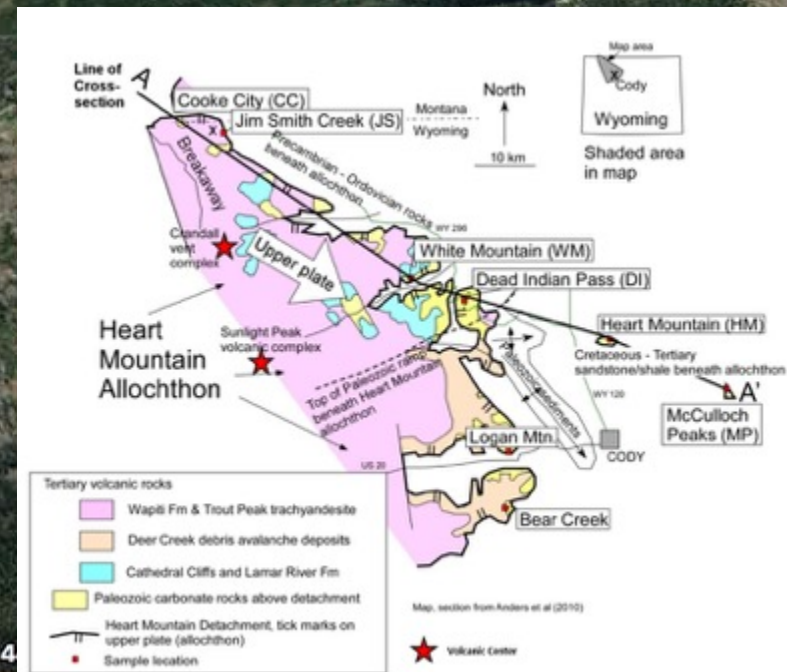 Map area
Line of
Cross-
section
A
Cooke City (CC)
North
Cody
Wyoming
Jim Smith Creek (JS)
Montana
Wyoming
10 km
Shaded area
in map
Breakaway
Precambrian - Ordovician rocks
beneath allochthon
Crandall
vent
complex
WY 296
Upper plate
White Mountain (WM)
Dead Indian Pass (DI)
Heart
Mountain
Allochthon
Sunlight Peak
volcanic complex
Heart Mountain (HM)
Cretaceous - Tertiary
sandstone/shale beneath allochthon
Top of Paleozoic ramp
beneath Heart Mountain
allochthon
Paleozoic sediments
WY 120
A'
McCulloch
Peaks (MP)
Logan Mtn.
CODY
US 20
Bear Creek
Tertiary volcanic rocks
Wapiti Fm & Trout Peak trachyandesite
Deer Creek debris avalanche deposits
Cathedral Cliffs and Lamar River Fm
Paleozoic carbonate rocks above detachment
Heart Mountain Detachment, tick marks on
upper plate (allochthon)
Sample location
Map, section from Anders et al (2010)
Volcanic Center
4